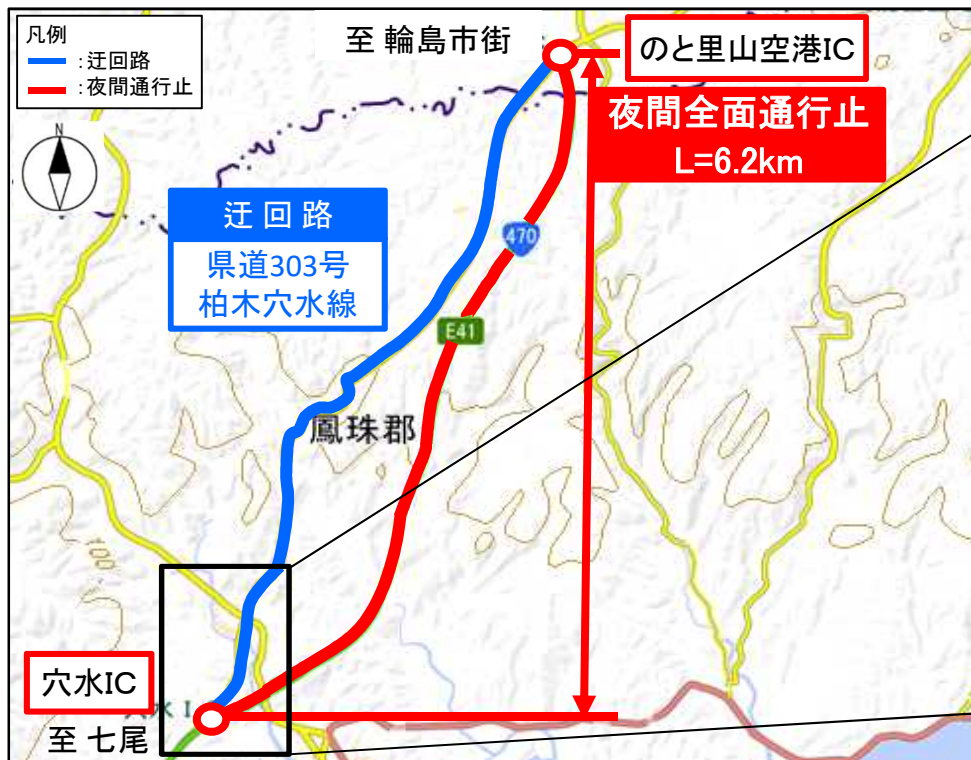 凡例
：迂回路
：夜間通行止
至 輪島市街
のと里山空港IC
夜間全面通行止
L=6.2km
N
迂回路
県道303号
柏木穴水線
470
E41
鳳珠郡
100
穴水IC
至 七尾